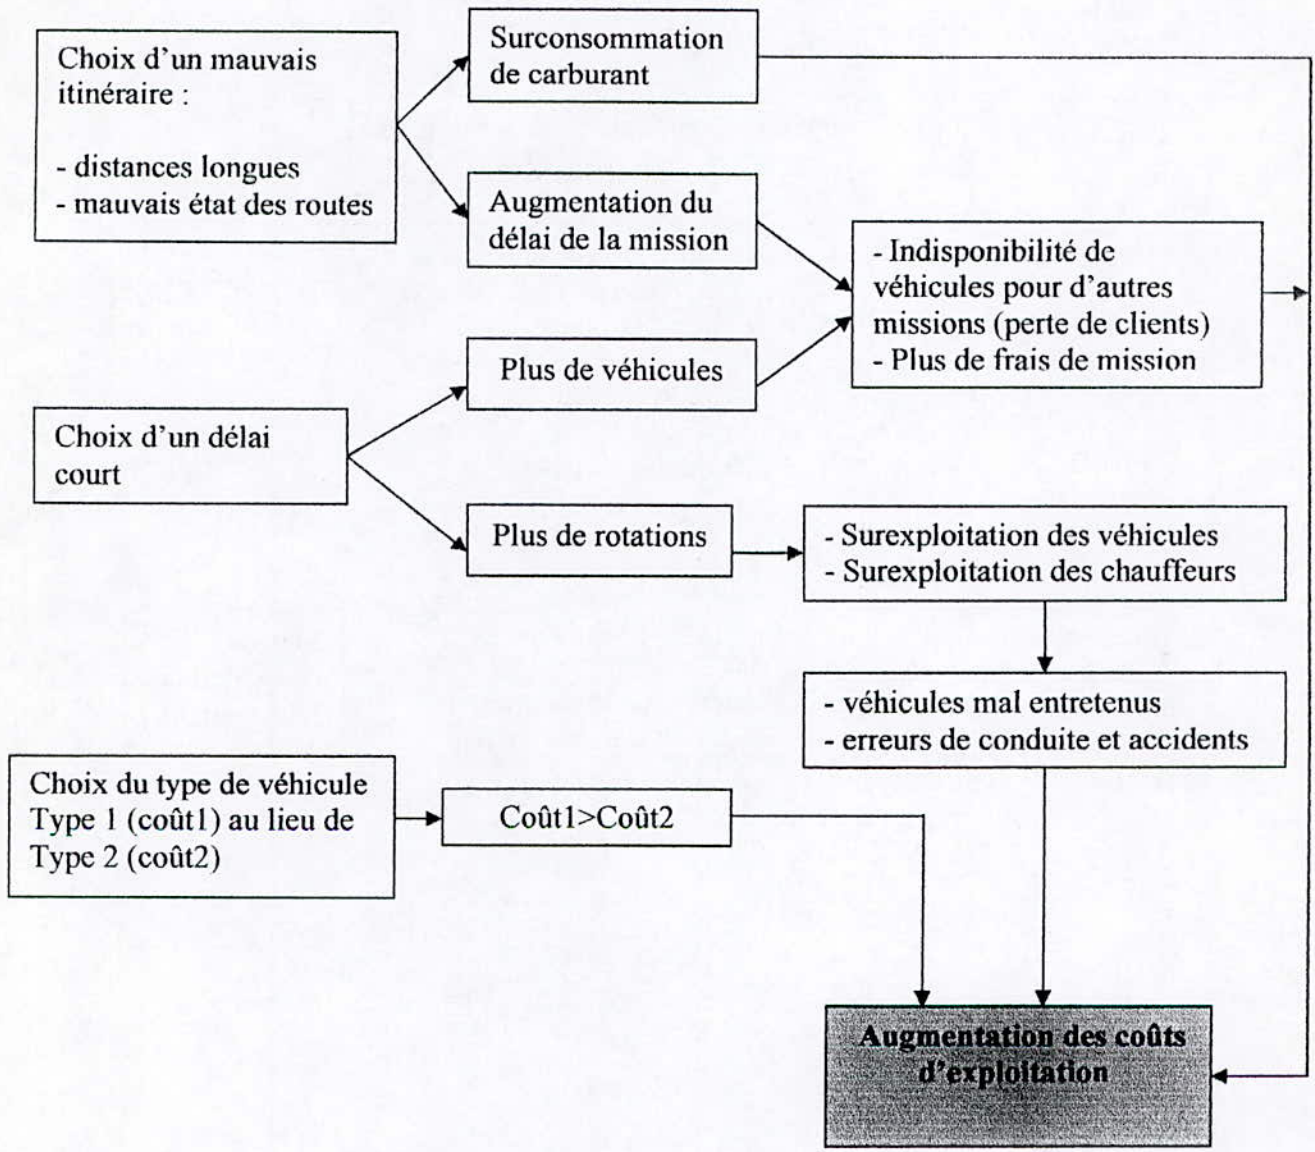 Choix d'un mauvais
itinéraire :
- distances longues
- mauvais état des routes
Surconsommation
de carburant
Augmentation du
délai de la mission
- Indisponibilité de
véhicules pour d'autres
missions (perte de clients)
- Plus de frais de mission
Plus de véhicules
Choix d'un délai
court
Plus de rotations
- Surexploitation des véhicules
- Surexploitation des chauffeurs
- véhicules mal entretenus
- erreurs de conduite et accidents
Choix du type de véhicule
Type 1 (coût1) au lieu de
Type 2 (coût2)
Coût1>Coût2
Augmentation des coûts
d'exploitation